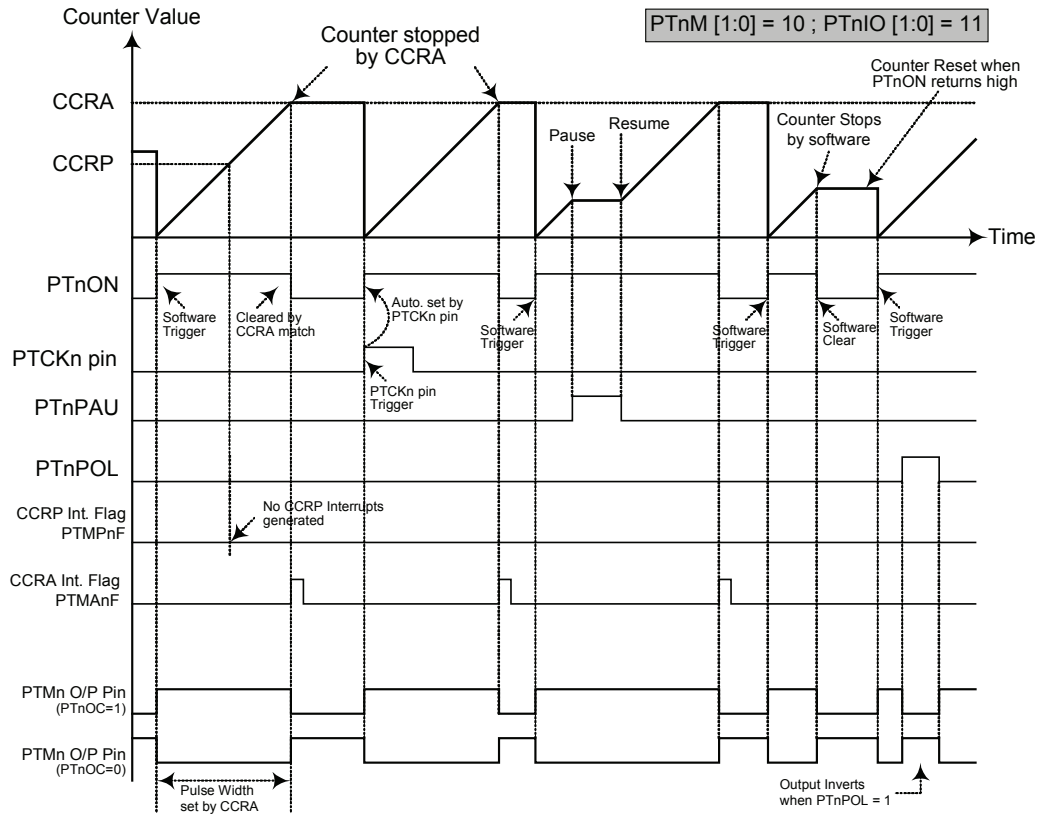 Counter Value
PTnM [1:0] = 10 ; PTnIO [1:0] = 11
Counter stopped
by CCRA
Counter Reset when
PTnON returns high
CCRA
Counter Stops
by software
Pause
Resume
CCRP
Time
PTnON
Software
Trigger
Cleared by
CCRA match
Auto. set by
PTCKn pin
Software
Trigger
Software
Trigger
Software
Clear
Software
Trigger
PTCKn pin
PTCKn pin
Trigger
PTnPAU
PTnPOL
No CCRP Interrupts
generated
CCRP Int. Flag
PTMPnF
CCRA Int. Flag
PTMAnF
PTMn O/P Pin
(PTnOC=1)
PTMn O/P Pin
(PTnOC=0)
Pulse Width
set by CCRA
Output Inverts
when PTnPOL = 1